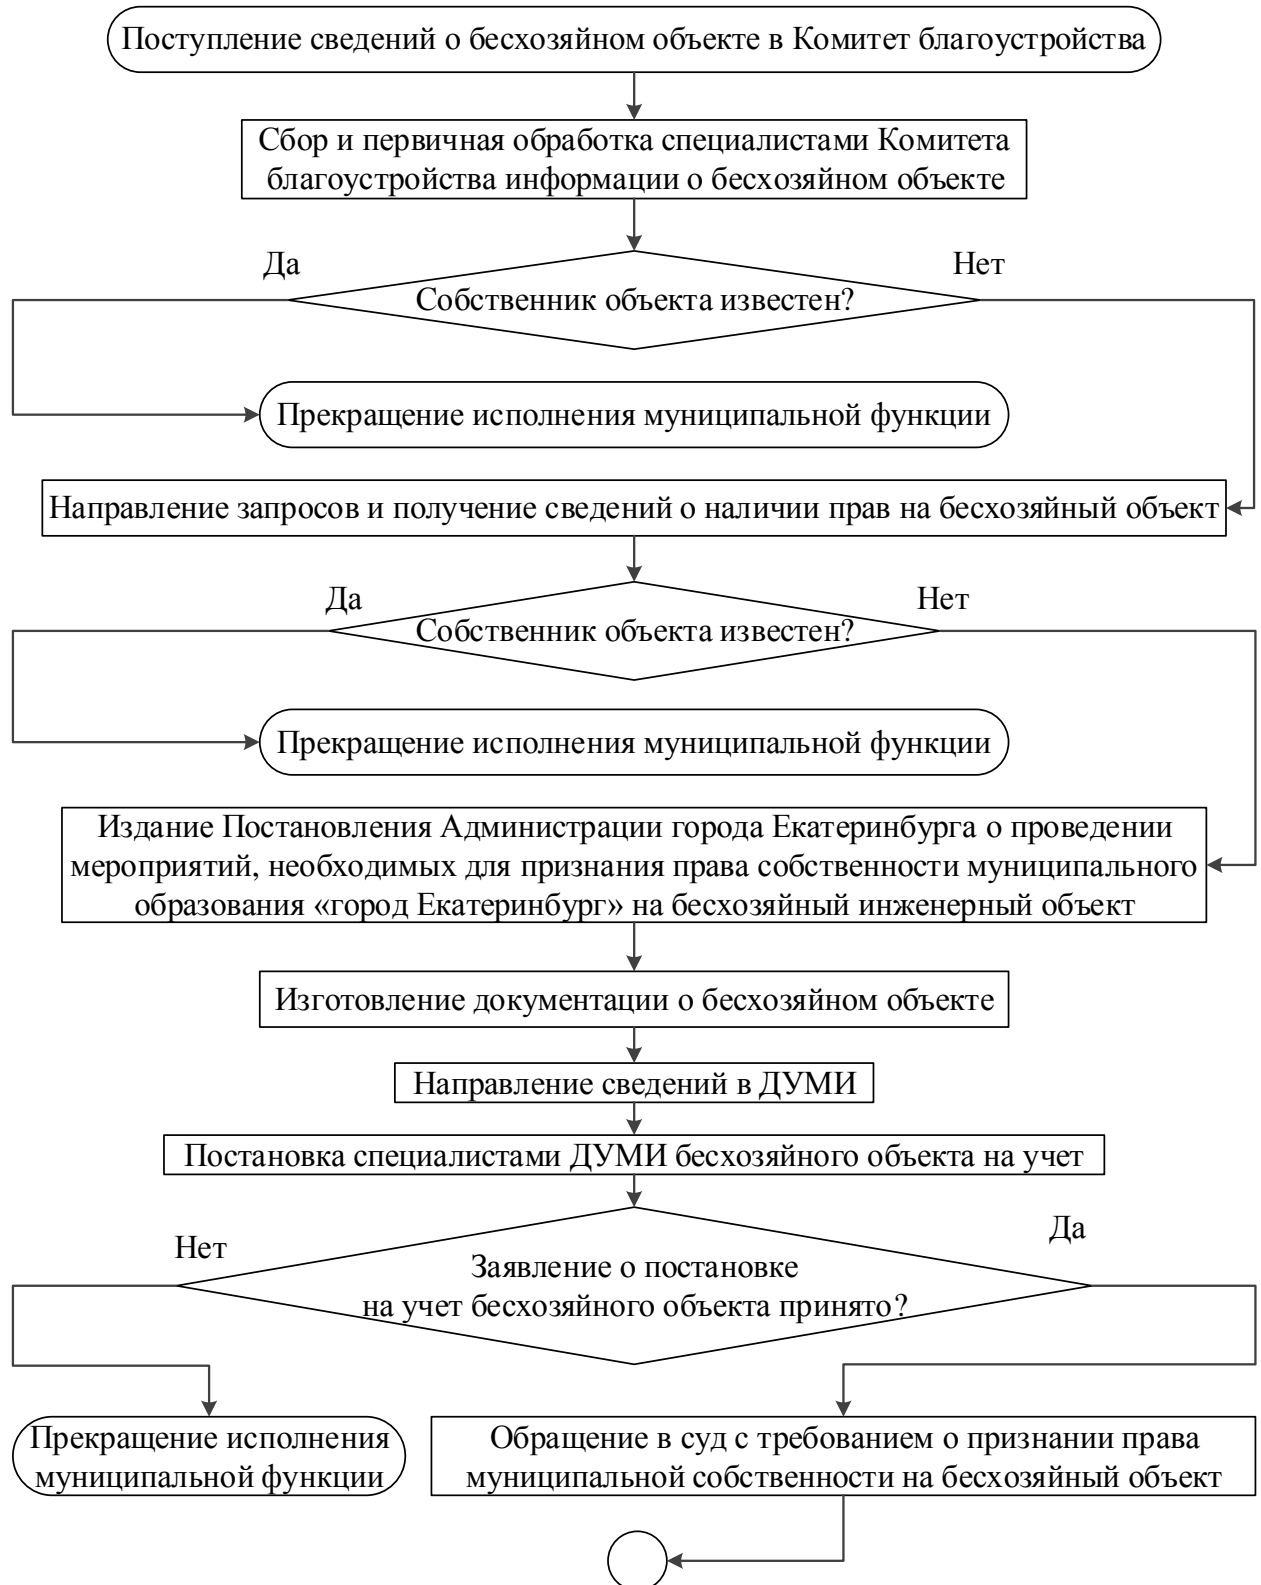 Поступление сведений о бесхозяйном объекте в Комитет благоустройства
Сбор и первичная обработка специалистами Комитета
благоустройства информации о бесхозяйном объекте
Да
Нет
Собственник объекта известен?
Прекращение исполнения муниципальной функции
Направление запросов и получение сведений о наличии прав на бесхозяйный объект
Да
Нет
Собственник объекта известен?
Прекращение исполнения муниципальной функции
Издание Постановления Администрации города Екатеринбурга о проведении
мероприятий, необходимых для признания права собственности муниципального
образования «город Екатеринбург» на бесхозяйный инженерный объект
Изготовление документации о бесхозяйном объекте
Направление сведений в ДУМИ
Постановка специалистами ДУМИ бесхозяйного объекта на учет
Нет
Да
Заявление о постановке
на учет бесхозяйного объекта принято?
Прекращение исполнения
муниципальной функции
Обращение в суд с требованием о признании права
муниципальной собственности на бесхозяйный объект